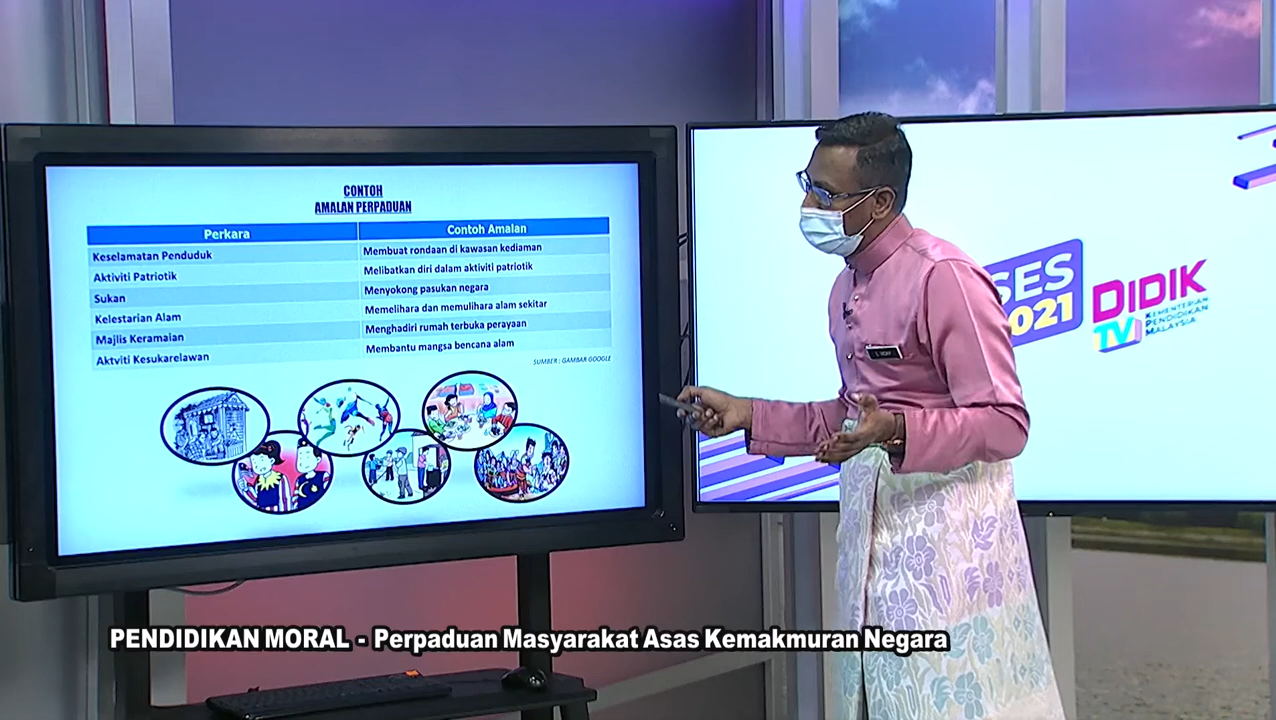 CONTOH
AMALAN PERPADUAN
Perkara Contoh Amalan
Keselamatan Penduduk Membuat rondaan di kawasan kediaman
Aktiviti Patriotik Melibatkan diri dalam aktiviti patriotik
Sukan Menyokong pasukan negara
Kelestarian Alam Memelihara dan memulihara alam sekitar
Majlis Keramaian Menghadiri rumah terbuka perayaan
Aktviti Kesukarelawan Membantu mangsa bencana alam
SUMBER : GAMBAR GOOGLE
SES
2021
DIDIK
TV
KEMENTERIAN
PENDIDIKAN
MALAYSIA
PENDIDIKAN MORAL - Perpaduan Masyarakat Asas Kemakmuran Negara